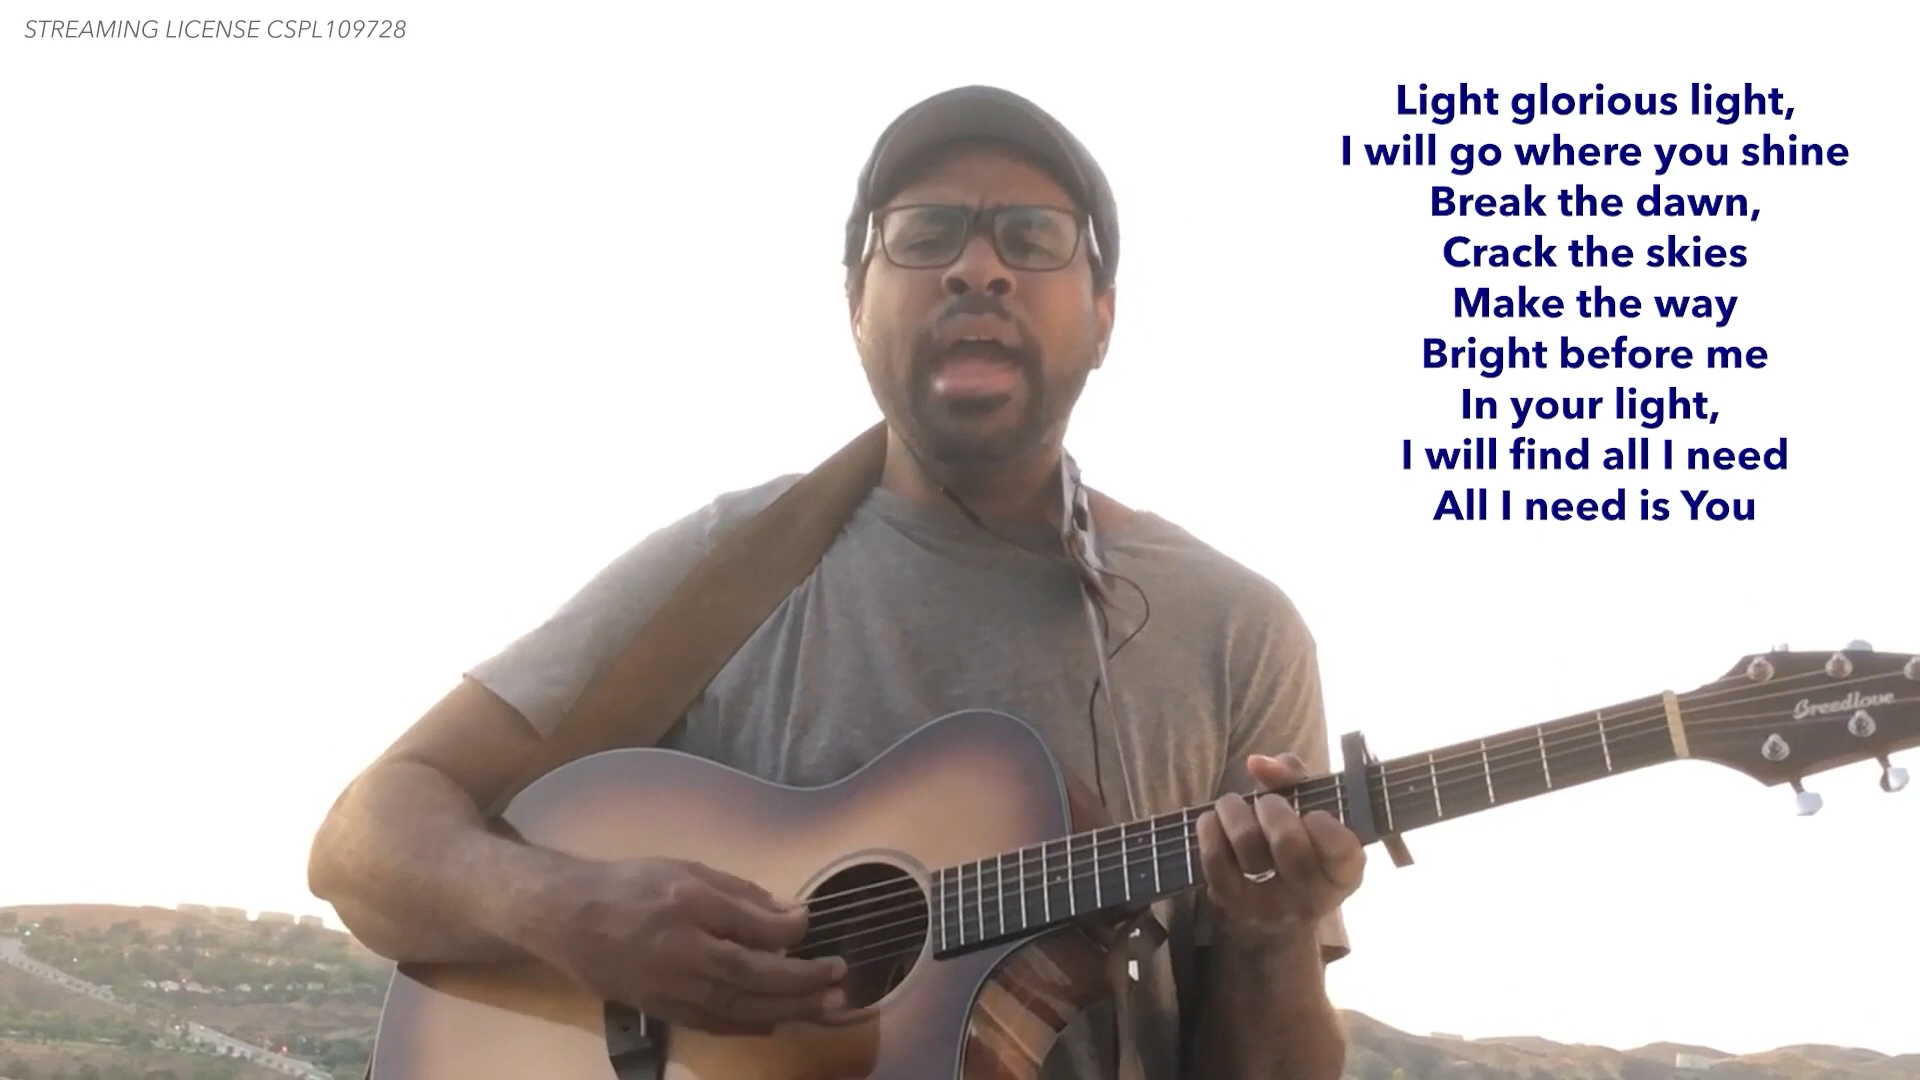 STREAMING LICENSE CSPL109728
Light glorious light,
I will go where you shine
Break the dawn,
Crack the skies
Make the way
Bright before me
In your light,
I will find all I need
All I need is You
Breedlove